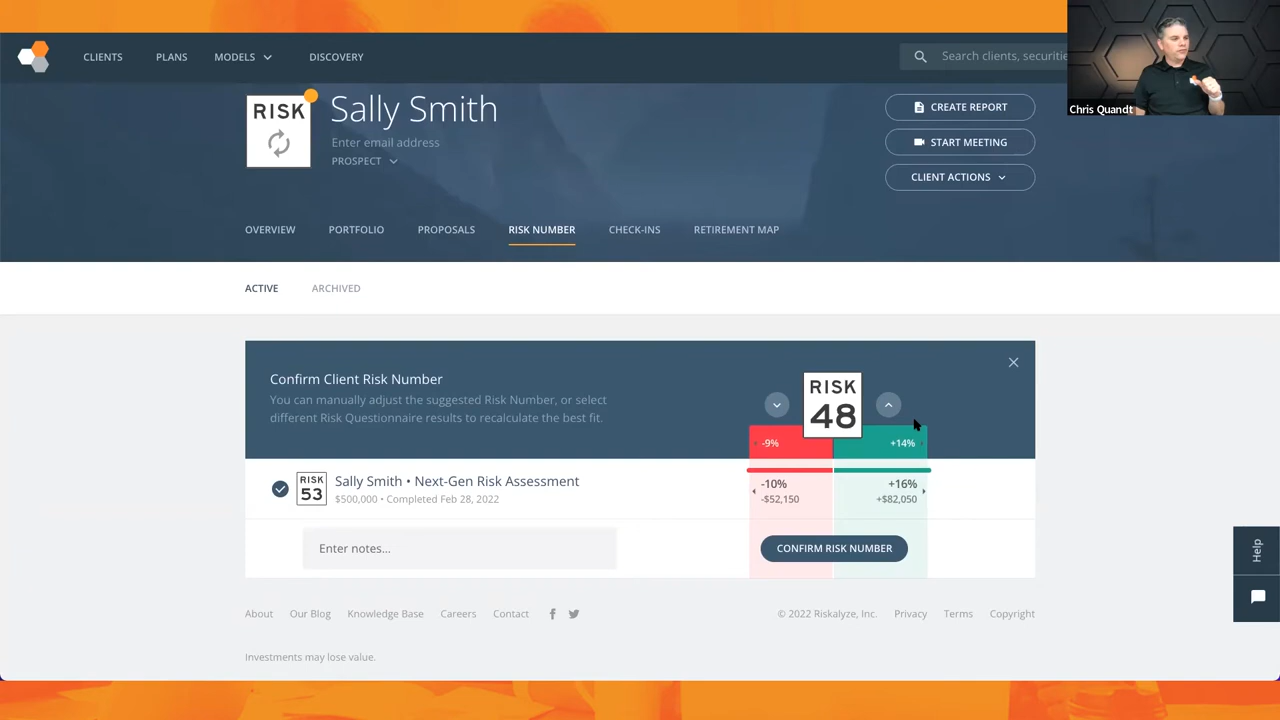 CLIENTS PLANS MODELS DISCOVERY
Search clients, securitie
Chris Quandt
RISK
Sally Smith
Enter email address
PROSPECT
CREATE REPORT
START MEETING
CLIENT ACTIONS
OVERVIEW PORTFOLIO PROPOSALS RISK NUMBER CHECK-INS RETIREMENT MAP
ACTIVE ARCHIVED
Confirm Client Risk Number
You can manually adjust the suggested Risk Number, or select
different Risk Questionnaire results to recalculate the best fit.
RISK
48
-9% +14%
RISK
53
Sally Smith • Next-Gen Risk Assessment
$500,000 • Completed Feb 28, 2022
-10% +16%
-$52,150 +$82,050
Enter notes...
CONFIRM RISK NUMBER
Help
About Our Blog Knowledge Base Careers Contact
© 2022 Riskalyze, Inc. Privacy Terms Copyright
Investments may lose value.